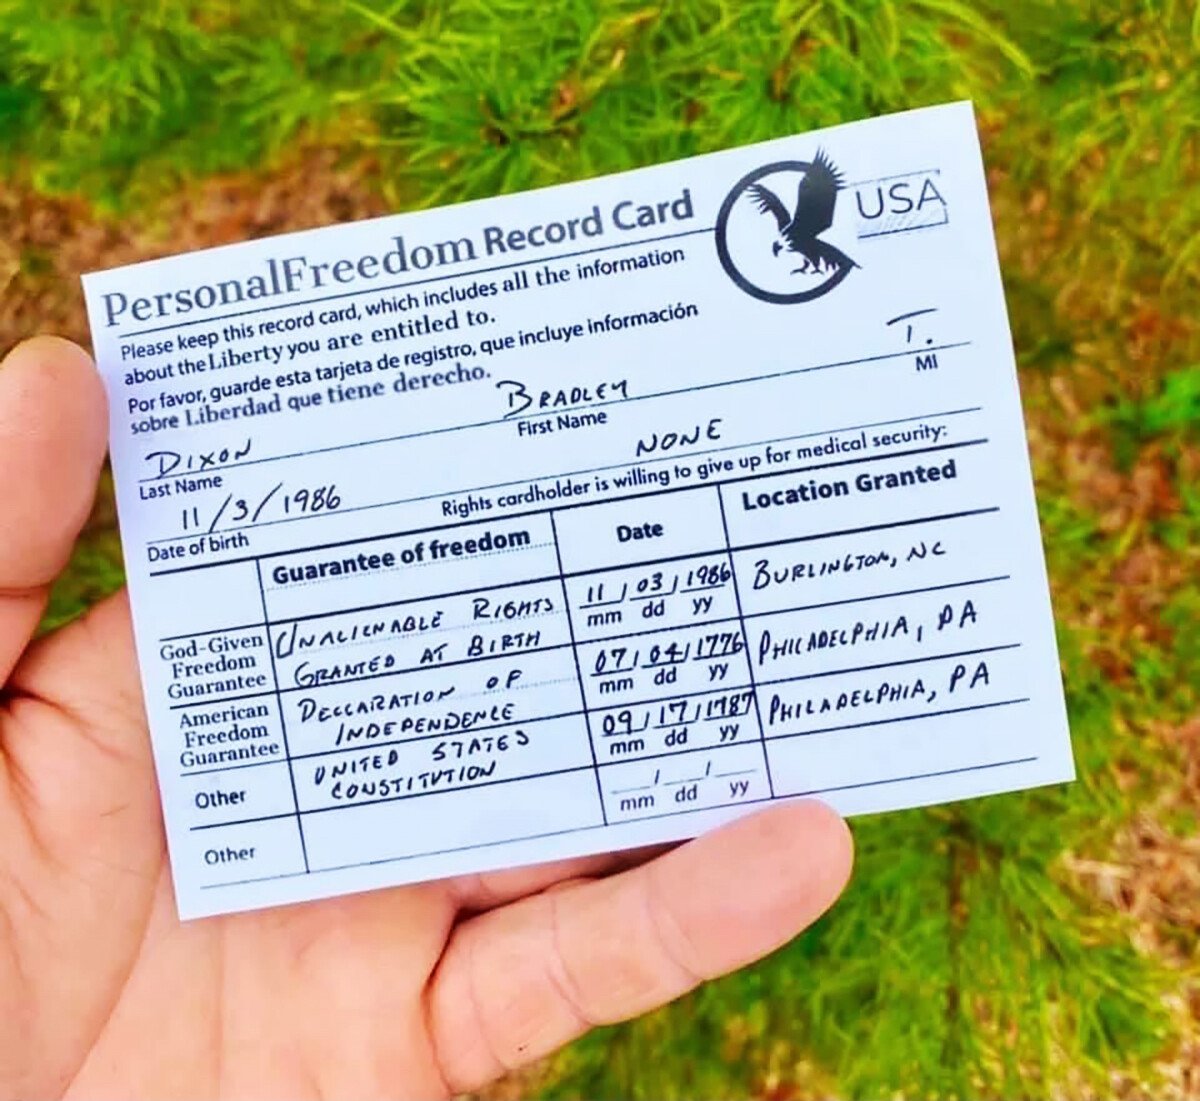 PersonalFreedom Record Card
USA
Please keep this record card, which includes all the information
about the Liberty you are entitled to.
Por favor, guarde esta tarjeta de registro, que incluye información
sobre Liberdad que tiene derecho.
DIXON BRADLEY T.
Last Name First Name MI
11/3/1986 NONE
Date of birth Rights cardholder is willing to give up for medical security:
Guarantee of freedom Date Location Granted
God-Given
Freedom
Guarantee
UNALIENABLE RIGHTS
GRANTED AT BIRTH
11/03/1986
mm dd yy
BURLINGTON, NC
American
Freedom
Guarantee
DECLARATION OF
INDEPENDENCE
07/04/1776
mm dd yy
PHILADELPHIA, PA
Other
UNITED STATES
CONSTITUTION
09/17/1787
mm dd yy
PHILADELPHIA, PA
Other
/ /
mm dd yy